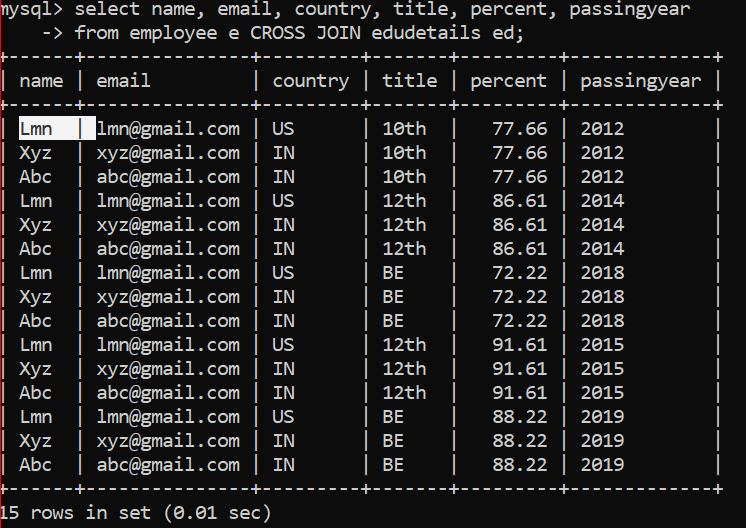 mysql> select name, email, country, title, percent, passingyear
    -> from employee e CROSS JOIN edudetails ed;
+------+---------------+---------+-------+---------+-------------+
| name | email         | country | title | percent | passingyear |
+------+---------------+---------+-------+---------+-------------+
| Lmn  | lmn@gmail.com | US      | 10th  |   77.66 | 2012        |
| Xyz  | xyz@gmail.com | IN      | 10th  |   77.66 | 2012        |
| Abc  | abc@gmail.com | IN      | 10th  |   77.66 | 2012        |
| Lmn  | lmn@gmail.com | US      | 12th  |   86.61 | 2014        |
| Xyz  | xyz@gmail.com | IN      | 12th  |   86.61 | 2014        |
| Abc  | abc@gmail.com | IN      | 12th  |   86.61 | 2014        |
| Lmn  | lmn@gmail.com | US      | BE    |   72.22 | 2018        |
| Xyz  | xyz@gmail.com | IN      | BE    |   72.22 | 2018        |
| Abc  | abc@gmail.com | IN      | BE    |   72.22 | 2018        |
| Lmn  | lmn@gmail.com | US      | 12th  |   91.61 | 2015        |
| Xyz  | xyz@gmail.com | IN      | 12th  |   91.61 | 2015        |
| Abc  | abc@gmail.com | IN      | 12th  |   91.61 | 2015        |
| Lmn  | lmn@gmail.com | US      | BE    |   88.22 | 2019        |
| Xyz  | xyz@gmail.com | IN      | BE    |   88.22 | 2019        |
| Abc  | abc@gmail.com | IN      | BE    |   88.22 | 2019        |
+------+---------------+---------+-------+---------+-------------+
15 rows in set (0.01 sec)